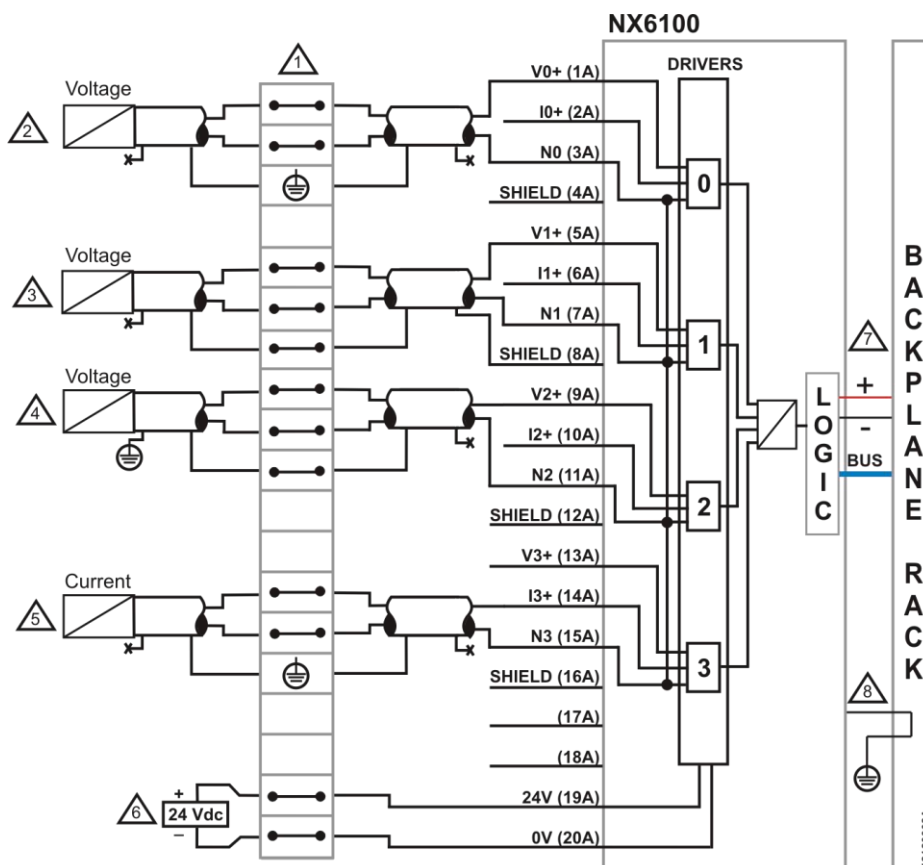 NX6100
DRIVERS
1
Voltage
2
V0+ (1A)
I0+ (2A)
N0 (3A)
SHIELD (4A)
0
Voltage
3
V1+ (5A)
I1+ (6A)
N1 (7A)
SHIELD (8A)
1
Voltage
4
V2+ (9A)
I2+ (10A)
N2 (11A)
SHIELD (12A)
2
Current
5
V3+ (13A)
I3+ (14A)
N3 (15A)
SHIELD (16A)
3
(17A)
(18A)
6
+
24 Vdc
–
24V (19A)
0V (20A)
LOGIC
7
+
-
BUS
8
BACKPLANE RACK